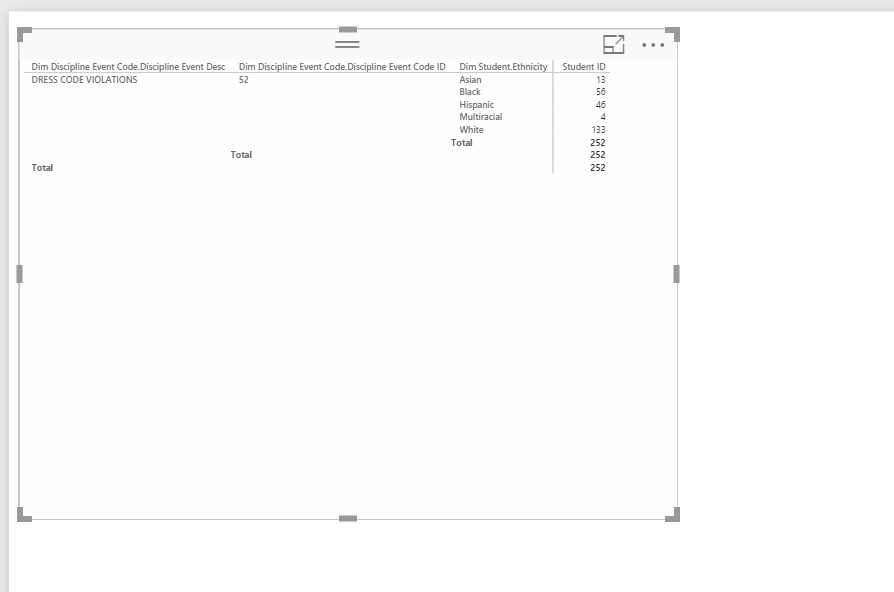 Dim Discipline Event Code.Discipline Event Desc Dim Discipline Event Code.Discipline Event Code ID Dim Student.Ethnicity Student ID
DRESS CODE VIOLATIONS 52 Asian 13
Black 56
Hispanic 46
Multiracial 4
White 133
Total 252
Total 252
Total 252